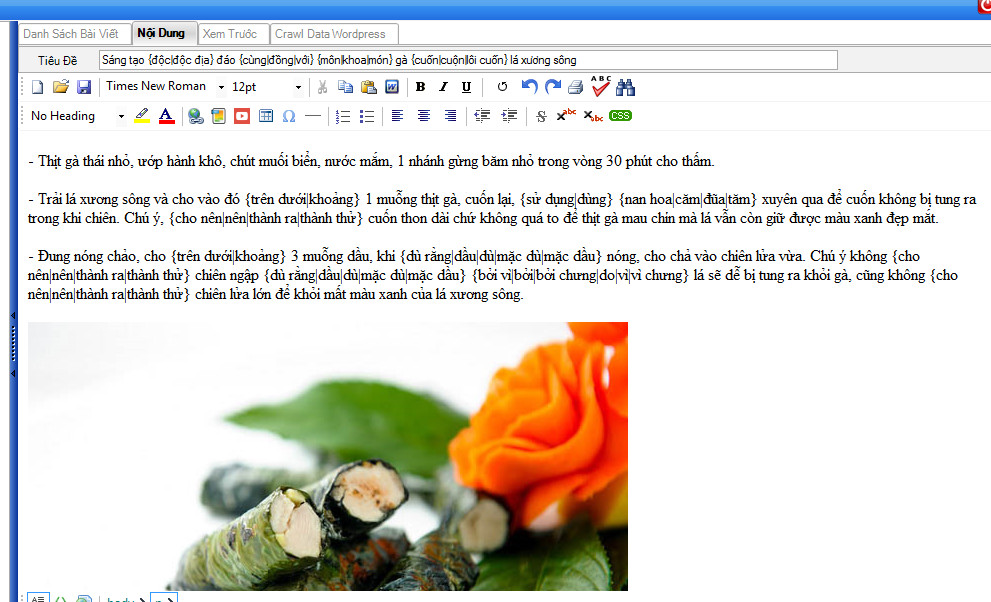 Danh Sách Bài Viết Nội Dung Xem Trước Crawl Data Wordpress
Tiêu Đề Sáng tạo {độc|độc địa} đáo {cùng|đồng|với} {môn|khoa|món} gà {cuốn|cuộn|lôi cuốn} lá xương sông
Times New Roman 12pt B I U ABC
No Heading A S abc abc CSS
- Thịt gà thái nhỏ, ướp hành khô, chút muối biển, nước mắm, 1 nhánh gừng băm nhỏ trong vòng 30 phút cho thấm.
- Trải lá xương sông và cho vào đó {trên dưới|khoảng} 1 muỗng thịt gà, cuốn lại, {sử dụng|dùng} {nan hoa|căm|đũa|tăm} xuyên qua để cuốn không bị tung ra
trong khi chiên. Chú ý, {cho nên|nên|thành ra|thành thử} cuốn thon dài chứ không quá to để thịt gà mau chín mà lá vẫn còn giữ được màu xanh đẹp mắt.
- Đung nóng chảo, cho {trên dưới|khoảng} 3 muỗng dầu, khi {dù rằng|dầu|dù|mặc dù|mặc dầu} nóng, cho chả vào chiên lửa vừa. Chú ý không {cho
nên|nên|thành ra|thành thử} chiên ngập {dù rằng|dầu|dù|mặc dù|mặc dầu} {bởi vì|bởi|bởi chưng|do|vì|vì chưng} lá sẽ dễ bị tung ra khỏi gà, cũng không {cho
nên|nên|thành ra|thành thử} chiên lửa lớn để khỏi mất màu xanh của lá xương sông.